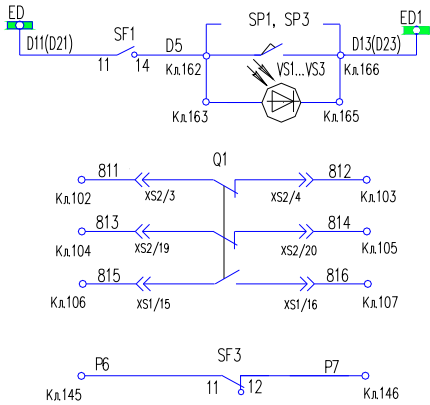 ED
SP1, SP3
ED1
D11(D21)
SF1
D5
D13(D23)
11
14
Кл.162
VS1...VS3
Кл.166
Кл.163
Кл.165
Q1
811
812
Кл.102
XS2/3
XS2/4
Кл.103
813
814
Кл.104
XS2/19
XS2/20
Кл.105
815
816
Кл.106
XS1/15
XS1/16
Кл.107
SF3
P6
P7
11
12
Кл.145
Кл.146